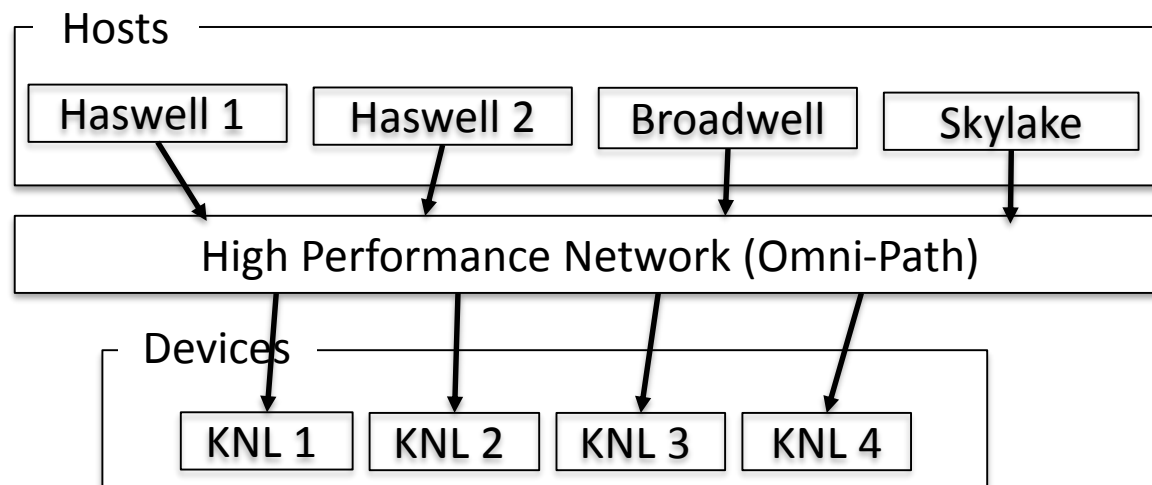 Hosts
Haswell 1
Haswell 2
Broadwell
Skylake
High Performance Network (Omni-Path)
Devices
KNL 1
KNL 2
KNL 3
KNL 4